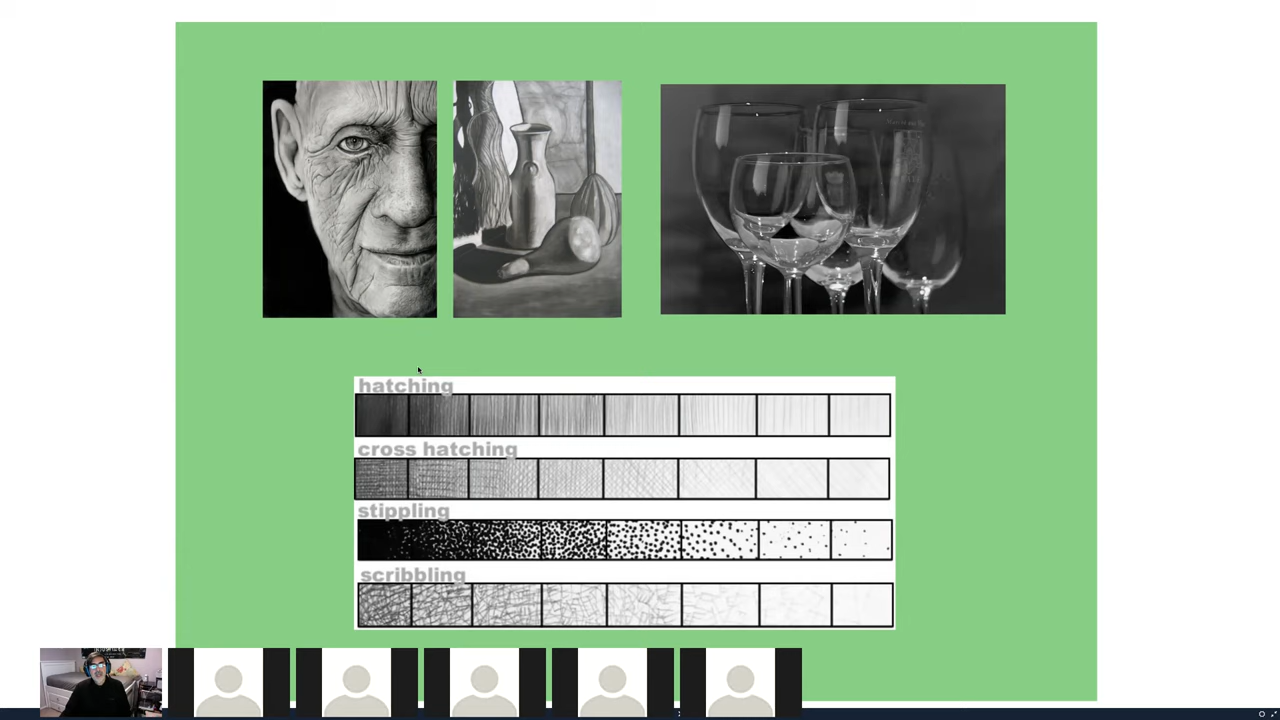 hatching
cross hatching
stippling
scribbling